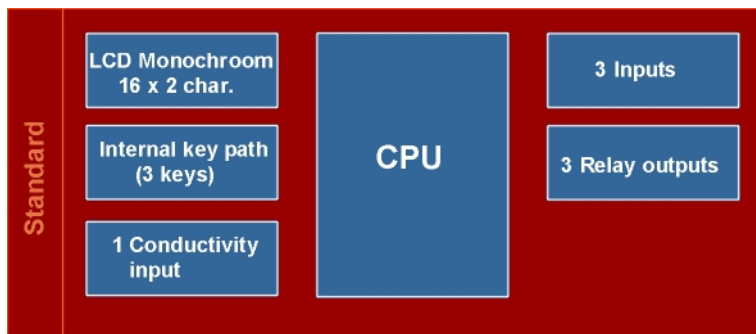 Standard
LCD Monochroom
16 x 2 char.
Internal key path
(3 keys)
1 Conductivity
input
CPU
3 Inputs
3 Relay outputs